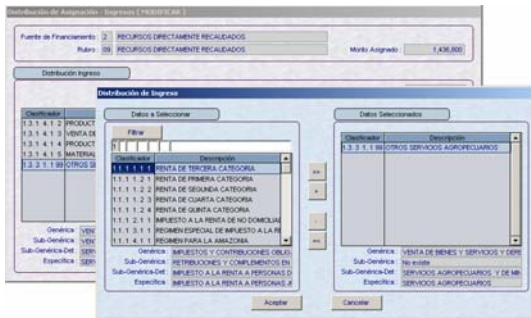 Distribución de Asignación - Ingresos [ MODIFICAR ]
Fuente de Financiamiento : 2 RECURSOS DIRECTAMENTE RECAUDADOS
Rubro : 09 RECURSOS DIRECTAMENTE RECAUDADOS
Monto Asignado : 1,436,800
Distribución Ingreso
Clasificador
1.3.1 4.1 2 PRODUCT
1.3.1 4.1 3 VENTA DE
1.3.1 4.1 4 PRODUCT
1.3.1 4.1 5 MATERIAL
1.3.3 1.1 99 OTROS SE
Genérica : VENT
Sub-Genérica : VENT
Sub-Genérica-Det : SERV
Específica : SERV
Distribución de Ingreso
Datos a Seleccionar
Filtrar
1
Clasificador Descripción
1.1.1 1.1 1 RENTA DE TERCERA CATEGORIA
1.1.1 1.2 1 RENTA DE PRIMERA CATEGORIA
1.1.1 1.2 2 RENTA DE SEGUNDA CATEGORIA
1.1.1 1.2 3 RENTA DE CUARTA CATEGORIA
1.1.1 1.2 4 RENTA DE QUINTA CATEGORIA
1.1.1 2.1 1 IMPUESTO A LA RENTA DE NO DOMICILIAD
1.1.1 3.1 1 REGIMEN ESPECIAL DE IMPUESTO A LA RE
1.1.1 4.1 1 REGIMEN PARA LA AMAZONIA
Genérica : IMPUESTOS Y CONTRIBUCIONES OBLIG
Sub-Genérica : RETRIBUCIONES Y COMPLEMENTOS EN
Sub-Genérica-Det : IMPUESTO A LA RENTA A PERSONAS D
Específica : IMPUESTO A LA RENTA A PERSONAS JU
>>
>
<
<<
Datos Seleccionados
Clasificador Descripción
1.3.3 1.1 99 OTROS SERVICIOS AGROPECUARIOS
Genérica : VENTA DE BIENES Y SERVICIOS Y DERE
Sub-Genérica : No existe
Sub-Genérica-Det : SERVICIOS AGROPECUARIOS Y DE MIN
Específica : SERVICIOS AGROPECUARIOS
Aceptar
Cancelar